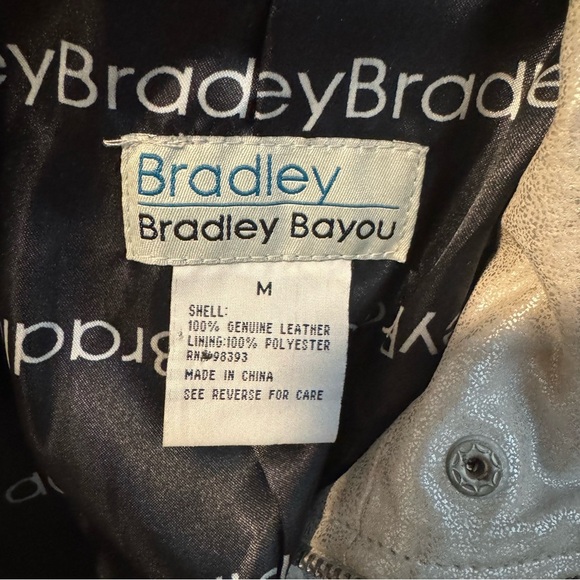 eyBradeyBrade
Bradley
Bradley Bayou
M
SHELL:
100% GENUINE LEATHER
LINING:100% POLYESTER
RN# 98393
MADE IN CHINA
SEE REVERSE FOR CARE